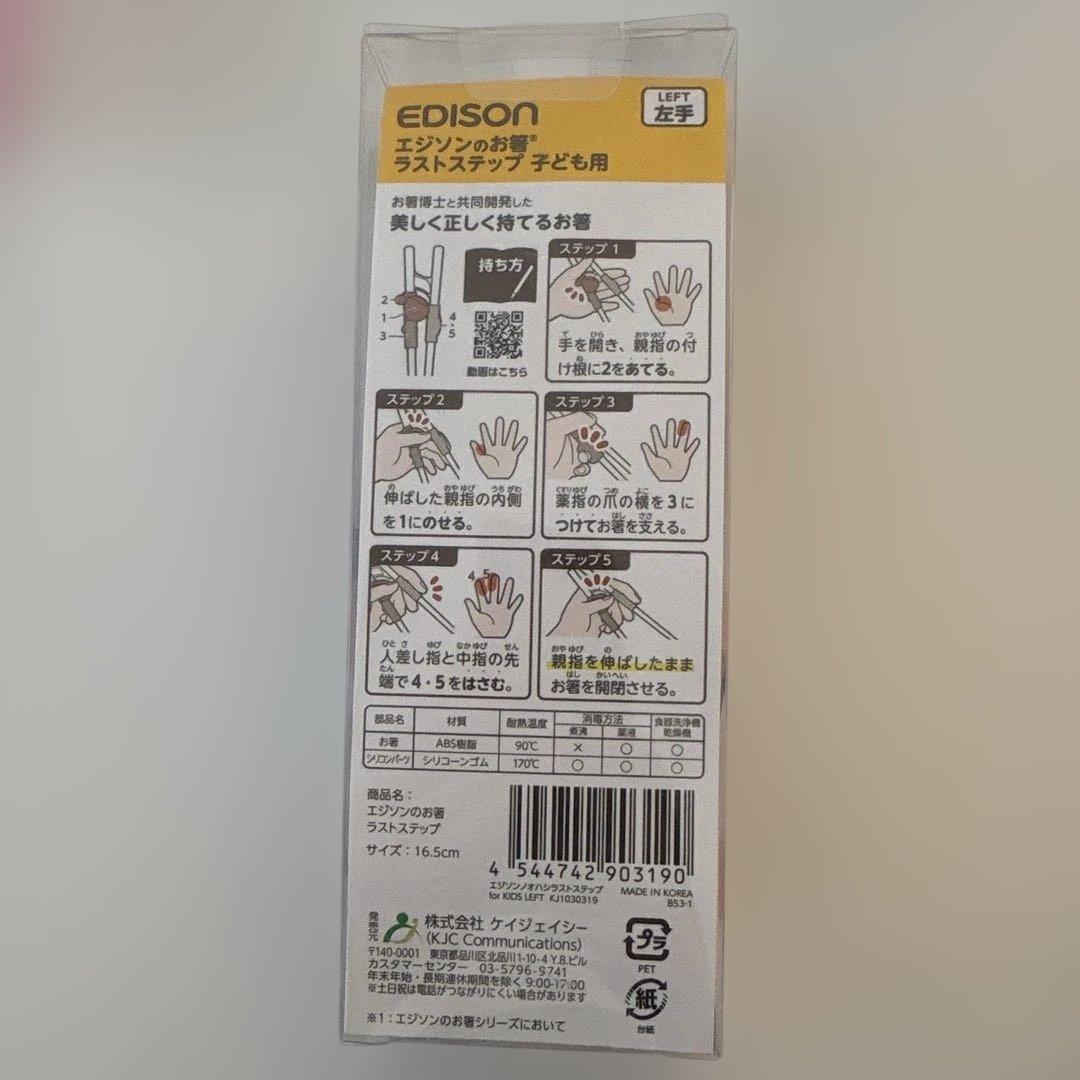 EDISON
LEFT
左手
エジソンのお箸®
ラストステップ 子ども用
お箸博士と共同開発した
美しく正しく持てるお箸
持ち方
2
1
3
4・5
動画はこちら
ステップ1
手を開き、親指の付
け根に2をあてる。
ステップ2
伸ばした親指の内側
を1にのせる。
ステップ3
薬指の爪の横を3に
つけてお箸を支える。
ステップ4
4 5
人差し指と中指の先
端で4・5をはさむ。
ステップ5
親指を伸ばしたまま
お箸を開閉させる。
部品名 材質 耐熱温度 消毒方法 食器洗浄機乾燥機
煮沸 薬液
お箸 ABS樹脂 90℃ × ○ ○
シリコンパーツ シリコーンゴム 170℃ ○ ○ ○
商品名：
エジソンのお箸
ラストステップ
サイズ：16.5cm
4 544742 903190
エジソンノオハシラストステップ
for KIDS LEFT KJ1030319
MADE IN KOREA
B53-1
発売元
株式会社 ケイジェイシー
(KJC Communications)
〒140-0001 東京都品川区北品川1-10-4 Y.B.ビル
カスタマーセンター 03-5796-9741
年末年始・長期連休期間を除く 9:00-17:00
※土日祝は電話がつながりにくい場合があります
※1：エジソンのお箸シリーズにおいて
プラ
PET
紙
台紙